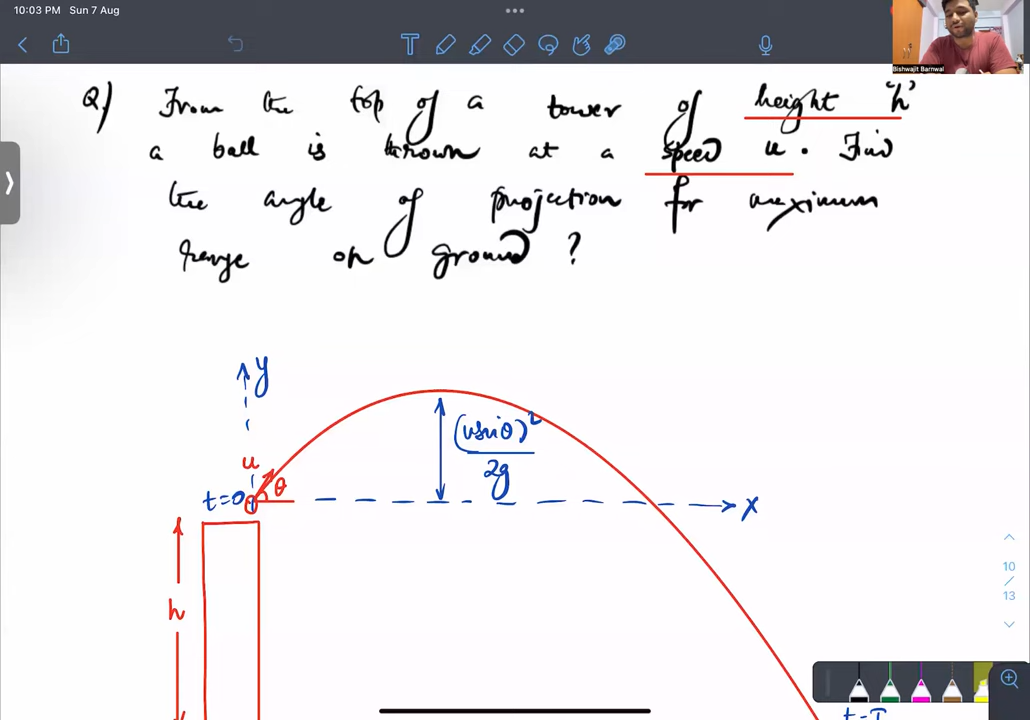 10:03 PM Sun 7 Aug
Bishwajit Barnwal
Q) From the top of a tower of height 'h'
a ball is thrown at a speed u. Find
the angle of projection for maximum
range on ground ?
y
(usinθ)²
2g
u
θ
t=0
x
h
10
/
13
t=T